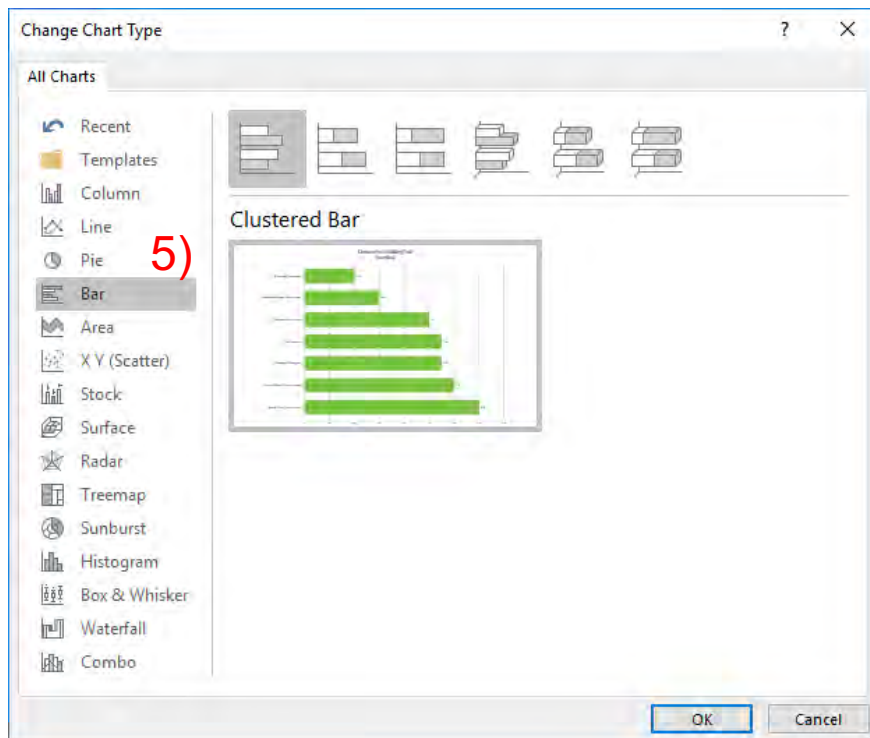 Change Chart Type
?
All Charts
Recent
Templates
Column
Line
Pie
5)
Bar
Area
X Y (Scatter)
Stock
Surface
Radar
Treemap
Sunburst
Histogram
Box & Whisker
Waterfall
Combo
Clustered Bar
OK
Cancel